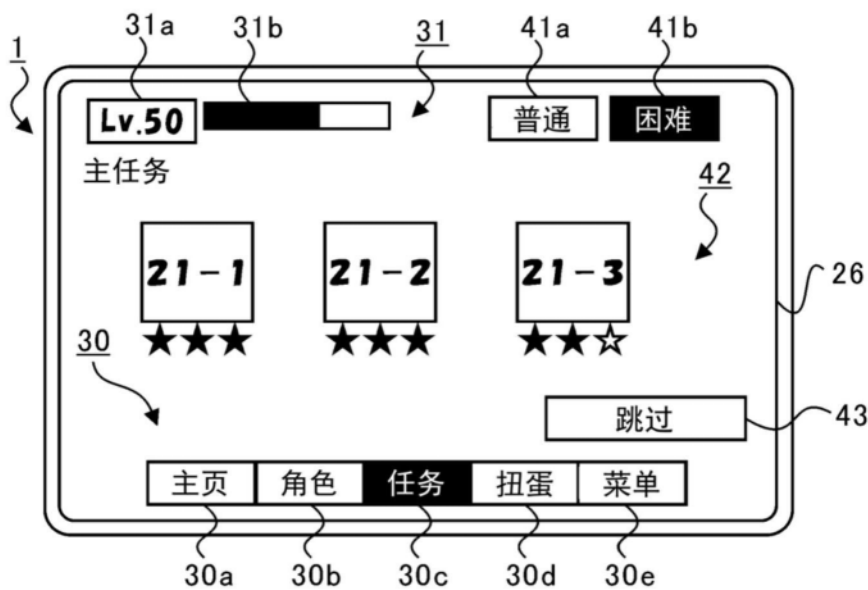 31a 31b 31 41a 41b
1
Lv.50 普通 困难
主任务
42
21-1 21-2 21-3
26
★★★ ★★★ ★★☆
30
跳过 43
主页 角色 任务 扭蛋 菜单
30a 30b 30c 30d 30e